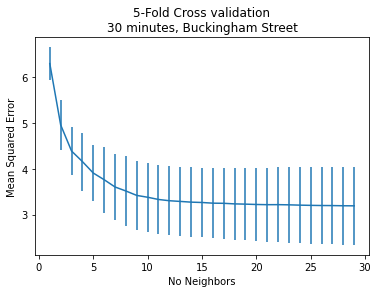 5-Fold Cross validation
30 minutes, Buckingham Street
Mean Squared Error
6
5
4
3
0 5 10 15 20 25 30
No Neighbors